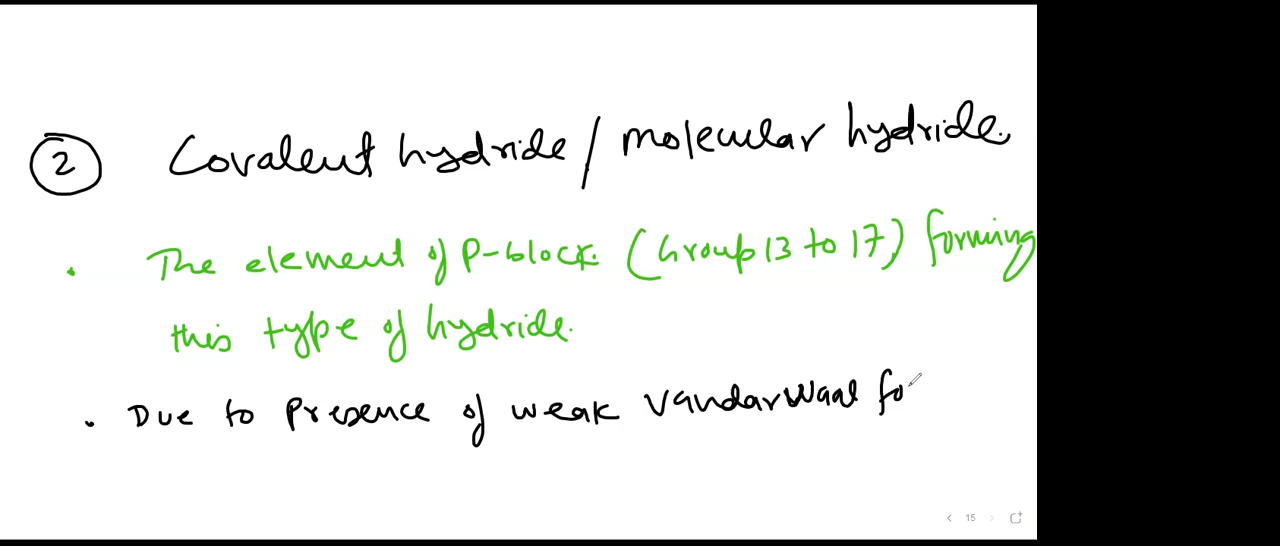 2 Covalent hydride / molecular hydride.
. The element of P-block. (Group 13 to 17) forming
this type of hydride.
. Due to Presence of weak Vandarwaal fo
15